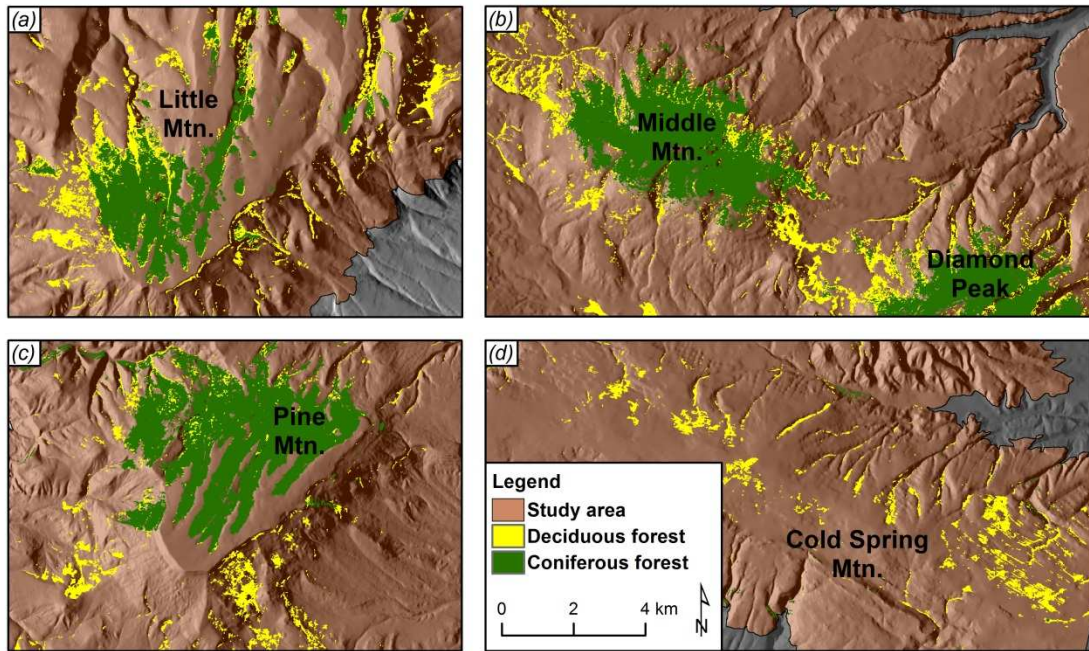 (a)
Little
Mtn.
(b)
Middle
Mtn.
Diamond
Peak
(c)
Pine
Mtn.
(d)
Cold Spring
Mtn.
Legend
Study area
Deciduous forest
Coniferous forest
0 2 4 km
N